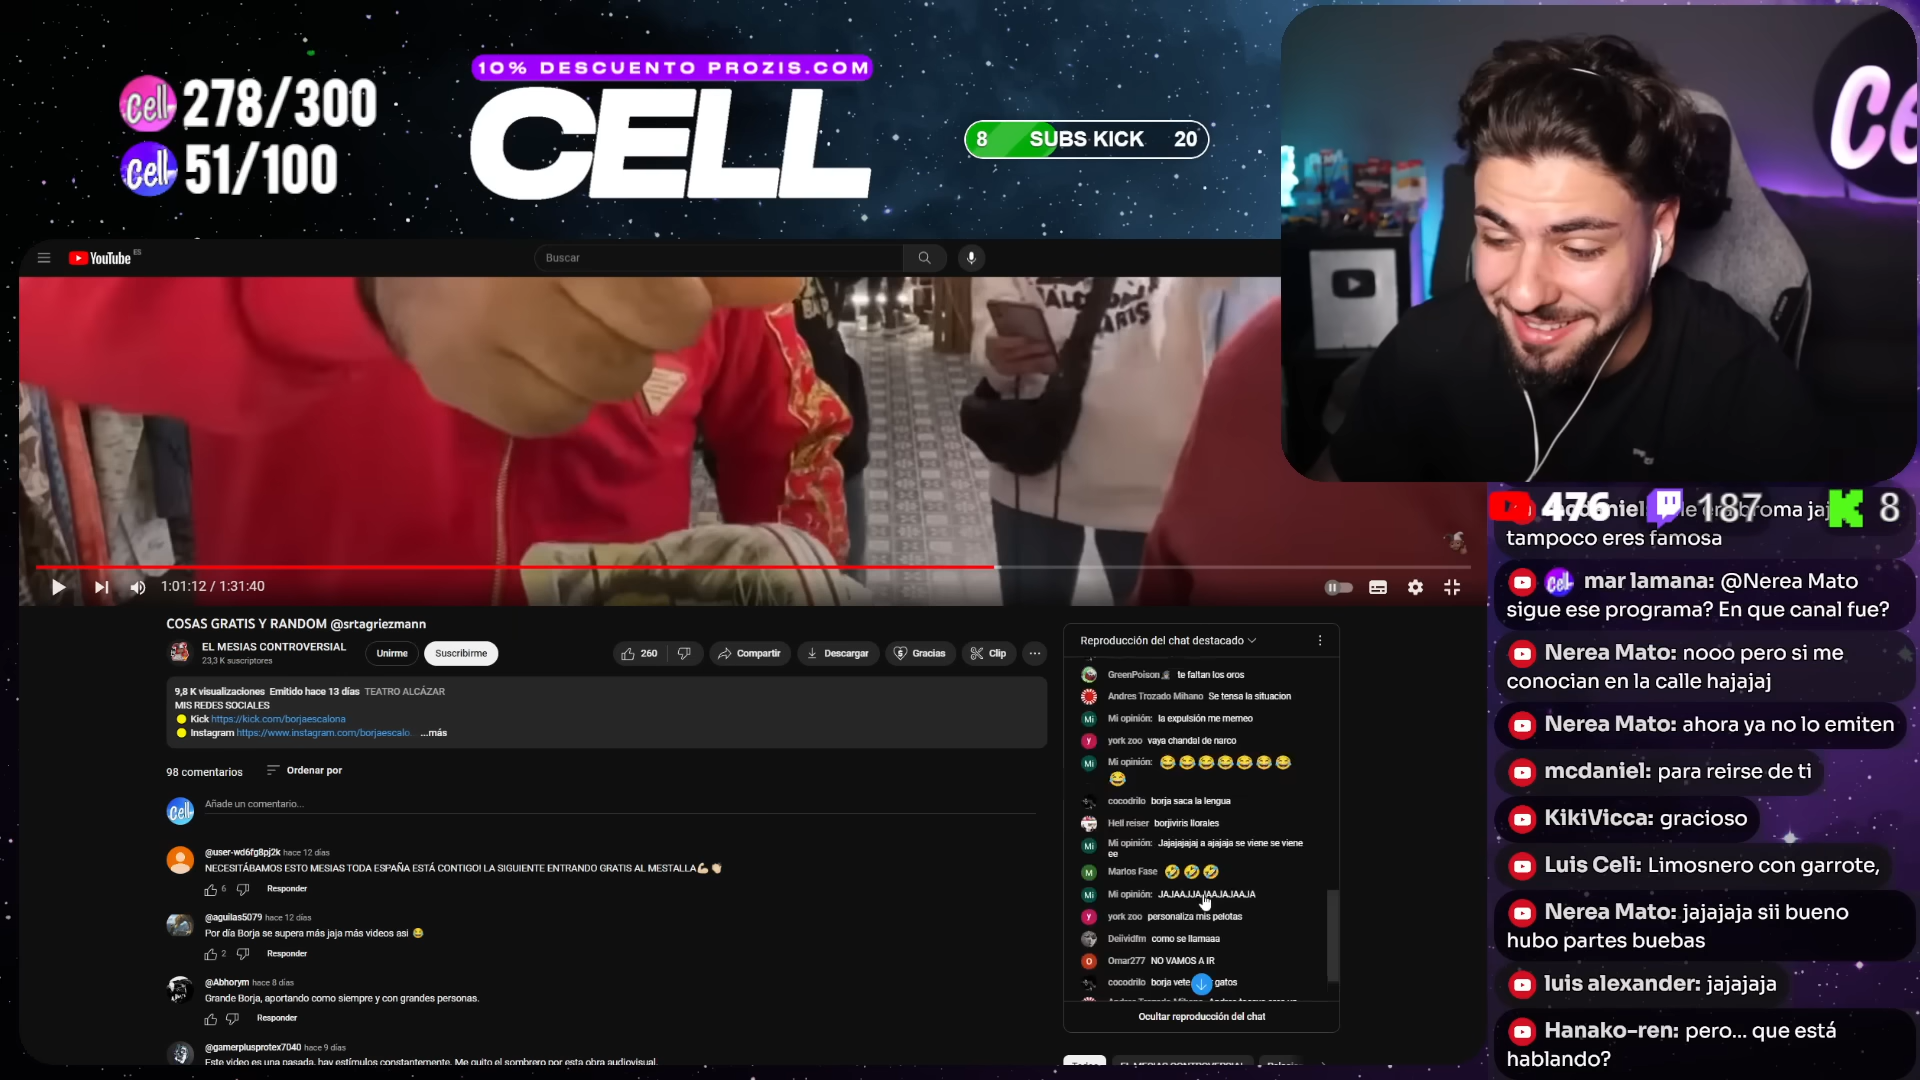 10% DESCUENTO PROZIS.COM
CELL
Cell 278/300
Cell 51/100
8 SUBS KICK 20
YouTube ES
Buscar
1:01:12 / 1:31:40
COSAS GRATIS Y RANDOM @srtagriezmann
EL MESIAS CONTROVERSIAL
23,3 K suscriptores
Unirme
Suscribirme
260
Compartir
Descargar
Gracias
Clip
9,8 K visualizaciones Emitido hace 13 días TEATRO ALCÁZAR
MIS REDES SOCIALES
Kick https://kick.com/borjaescalona
Instagram https://www.instagram.com/borjaescalo... ...más
98 comentarios
Ordenar por
Cell
Añade un comentario...
@user-wd6fg8pj2k hace 12 días
NECESITÁBAMOS ESTO MESIAS TODA ESPAÑA ESTÁ CONTIGO! LA SIGUIENTE ENTRANDO GRATIS AL MESTALLA💪🏻 👏🏻
6 Responder
@aguilas5079 hace 12 días
Por día Borja se supera más jaja más videos asi 😂
2 Responder
@Abhorym hace 8 días
Grande Borja, aportando como siempre y con grandes personas.
Responder
@gamerplusprotex7040 hace 9 días
Este video es una pasada, hay estímulos constantemente. Me quito el sombrero por esta obra audiovisual.
Reproducción del chat destacado
GreenPoison te faltan los oros
Andres Trozado Mihano Se tensa la situacion
Mi opinión: la expulsión me memeo
york zoo vaya chandal de narco
Mi opinión: 😂😂😂😂😂😂😂
😂
cocodrilo borja saca la lengua
Hell reiser borjiviris llorales
Mi opinión: Jajajajajaj a ajajaja se viene se viene
ee
Marlos Fase 🤣🤣🤣
Mi opinión: JAJAAJJAJAAJAJAAJA
york zoo personaliza mis pelotas
Deiividfm como se llamaaa
Omar277 NO VAMOS A IR
cocodrilo borja vete gatos
Ocultar reproducción del chat
476 187 8
broma
tampoco eres famosa
mar lamana: @Nerea Mato
sigue ese programa? En que canal fue?
Nerea Mato: nooo pero si me
conocian en la calle hajajaj
Nerea Mato: ahora ya no lo emiten
mcdaniel: para reirse de ti
KikiVicca: gracioso
Luis Celi: Limosnero con garrote,
Nerea Mato: jajajaja sii bueno
hubo partes buebas
luis alexander: jajajaja
Hanako-ren: pero... que está
hablando?